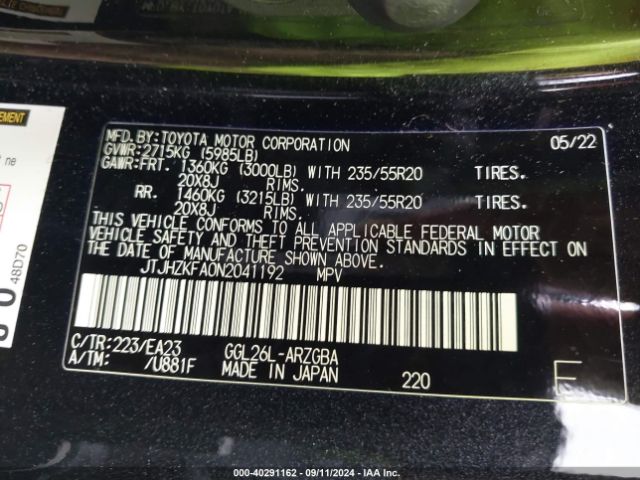 EMENT
ne
48D70
MFD. BY: TOYOTA MOTOR CORPORATION 05/22
GVWR: 2715KG (5985LB)
GAWR: FRT. 1360KG (3000LB) WITH 235/55R20 TIRES.
20X8J RIMS.
RR. 1460KG (3215LB) WITH 235/55R20 TIRES.
20X8J RIMS.
THIS VEHICLE CONFORMS TO ALL APPLICABLE FEDERAL MOTOR
VEHICLE SAFETY AND THEFT PREVENTION STANDARDS IN EFFECT ON
THE DATE OF MANUFACTURE SHOWN ABOVE.
JTJHZKFA0N2041192 MPV
C/TR: 223/EA23 GGL26L-ARZGBA
A/TM: /U881F MADE IN JAPAN 220 E
000-40291162 - 09/11/2024 - IAA Inc.